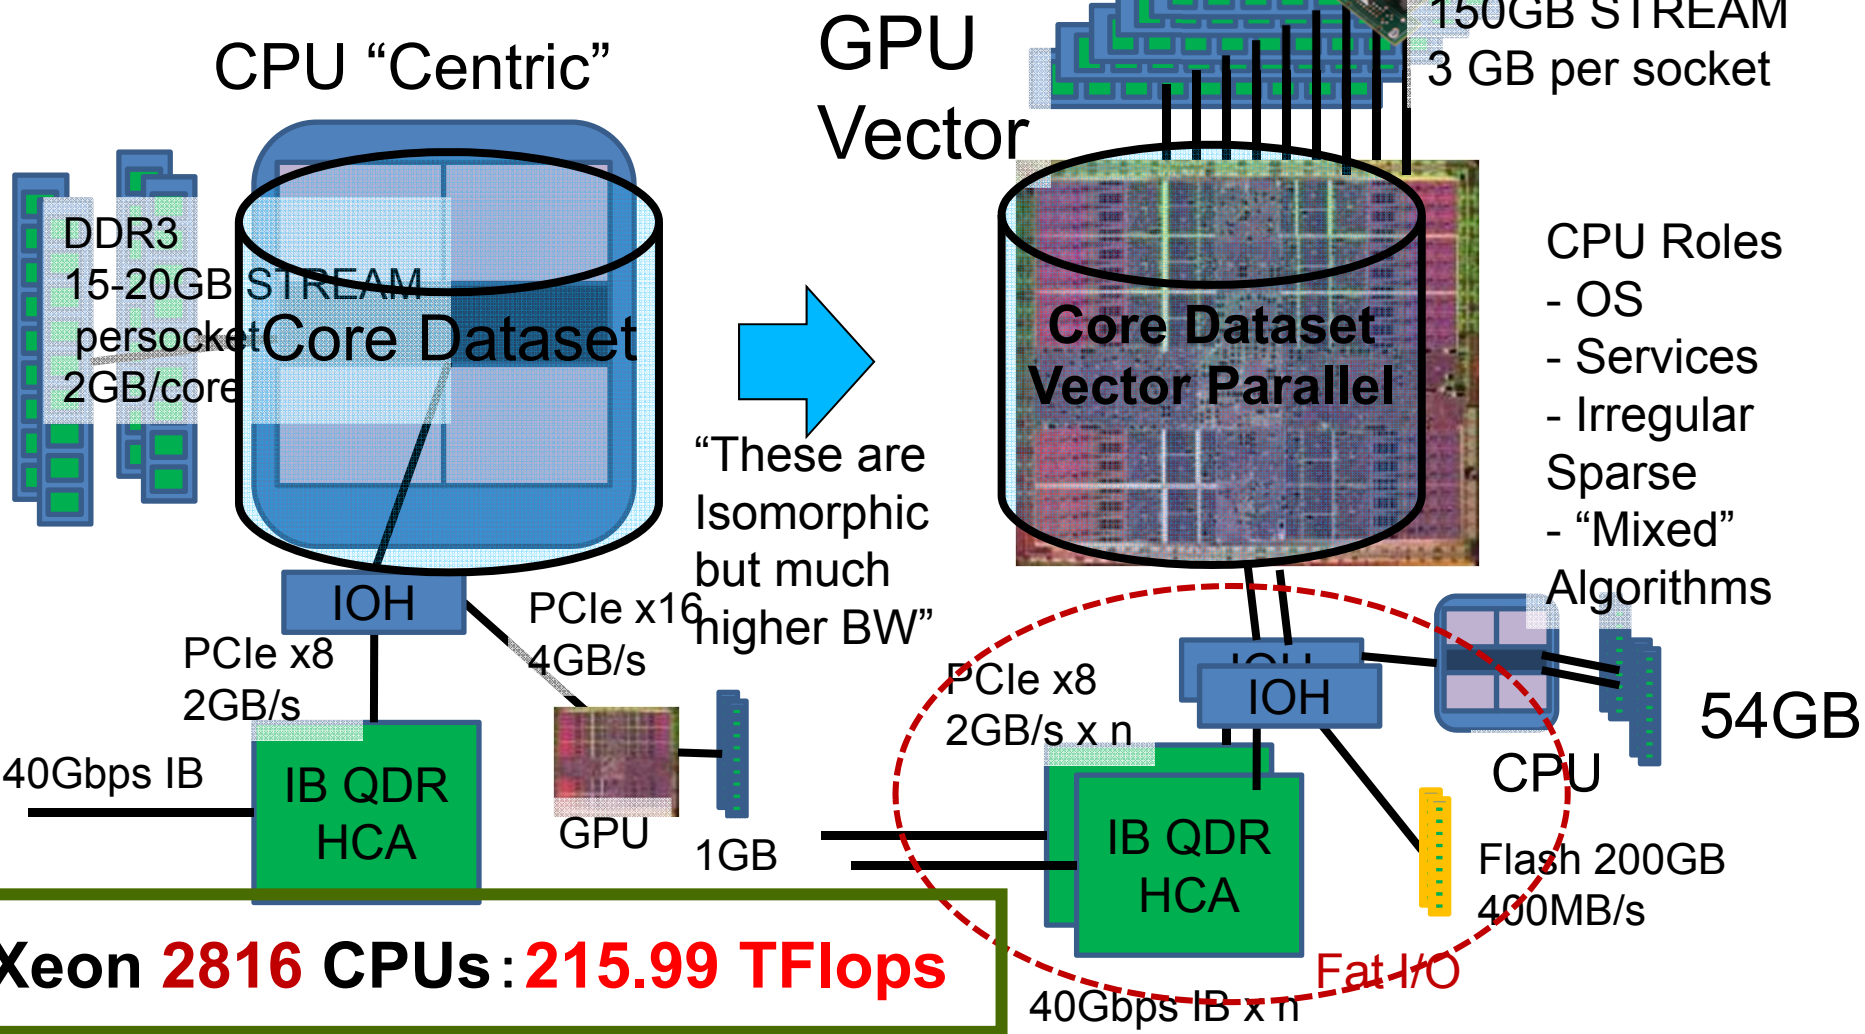 CPU “Centric”
GPU
Vector
150GB STREAM
3 GB per socket
DDR3
15-20GB STREAM
persocket
2GB/core
Core Dataset
Core Dataset
Vector Parallel
“These are
Isomorphic
but much
higher BW”
CPU Roles
- OS
- Services
- Irregular
Sparse
- “Mixed”
Algorithms
IOH
PCIe x16
4GB/s
PCIe x8
2GB/s
40Gbps IB
IB QDR
HCA
GPU
1GB
PCIe x8
2GB/s x n
IOH
IOH
CPU
54GB
IB QDR
HCA
Flash 200GB
400MB/s
Fat I/O
40Gbps IB x n
Xeon 2816 CPUs:215.99 TFlops